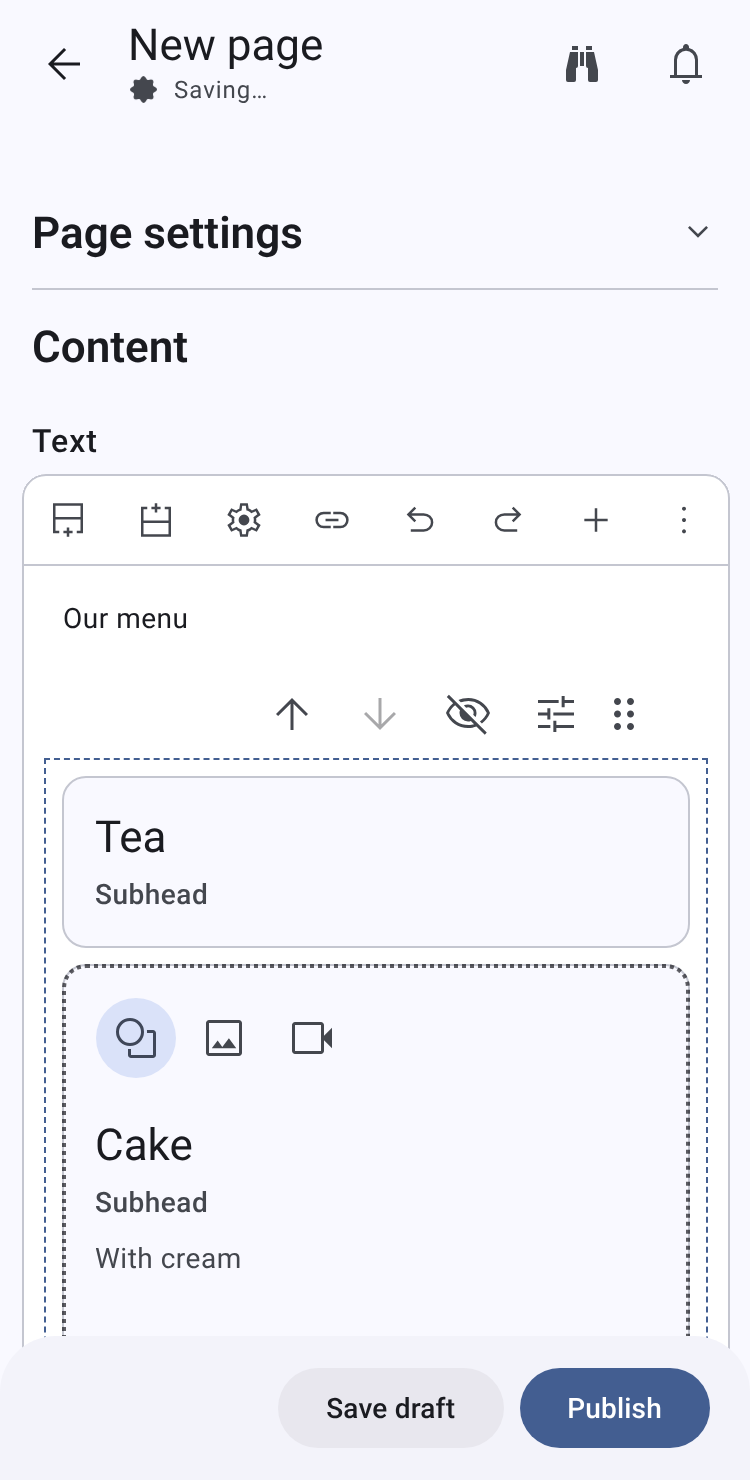 New page
Saving…
Page settings
Content
Text
Our menu
Tea
Subhead
Cake
Subhead
With cream
Save draft
Publish